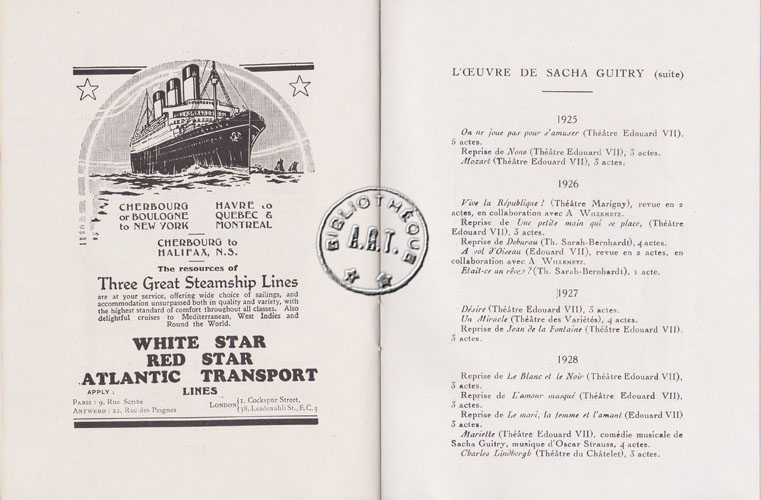 CHERBOURG
or BOULOGNE
to NEW YORK
HAVRE to
QUEBEC &
MONTREAL
CHERBOURG to
HALIFAX, N.S.
The resources of
Three Great Steamship Lines
are at your service, offering wide choice of sailings, and
accommodation unsurpassed both in quality and variety, with
the highest standard of comfort throughout all classes. Also
delightful cruises to Mediterranean, West Indies and
Round the World.
WHITE STAR
RED STAR
ATLANTIC TRANSPORT
APPLY : LINES
PARIS : 9, Rue Scribe
ANTWERP : 22, Rue des Peignes
LONDON { 1, Cockspur Street,
38, Leadenhall St., E.C. 3
BIBLIOTHÈQUE
A.R.T.
L'ŒUVRE DE SACHA GUITRY (suite)
1925
On ne joue pas pour s'amuser (Théâtre Edouard VII),
5 actes.
Reprise de Nono (Théâtre Edouard VII), 3 actes.
Mozart (Théâtre Edouard VII), 3 actes.
1926
Vive la République ! (Théâtre Marigny), revue en 2
actes, en collaboration avec A WILLEMETZ.
Reprise de Une petite main qui se place, (Théâtre
Edouard VII), 3 actes.
Reprise de Deburau (Th. Sarah-Bernhardt), 4 actes.
A vol d'Oiseau (Edouard VII), revue en 2 actes, en
collaboration avec A WILLEMETZ.
Etait-ce un rêve ? (Th. Sarah-Bernhardt), 1 acte.
1927
Désiré (Théâtre Edouard VII), 3 actes.
Un Miracle (Théâtre des Variétés), 4 actes.
Reprise de Jean de la Fontaine (Théâtre Edouard VII),
3 actes.
1928
Reprise de Le Blanc et le Noir (Théâtre Edouard VII),
3 actes.
Reprise de L'amour masqué (Théâtre Edouard VII),
3 actes.
Reprise de Le mari, la femme et l'amant (Edouard VII)
3 actes.
Mariette (Théâtre Edouard VII), comédie musicale de
Sacha Guitry, musique d'Oscar Strauss, 4 actes.
Charles Lindbergh (Théâtre du Châtelet), 3 actes.